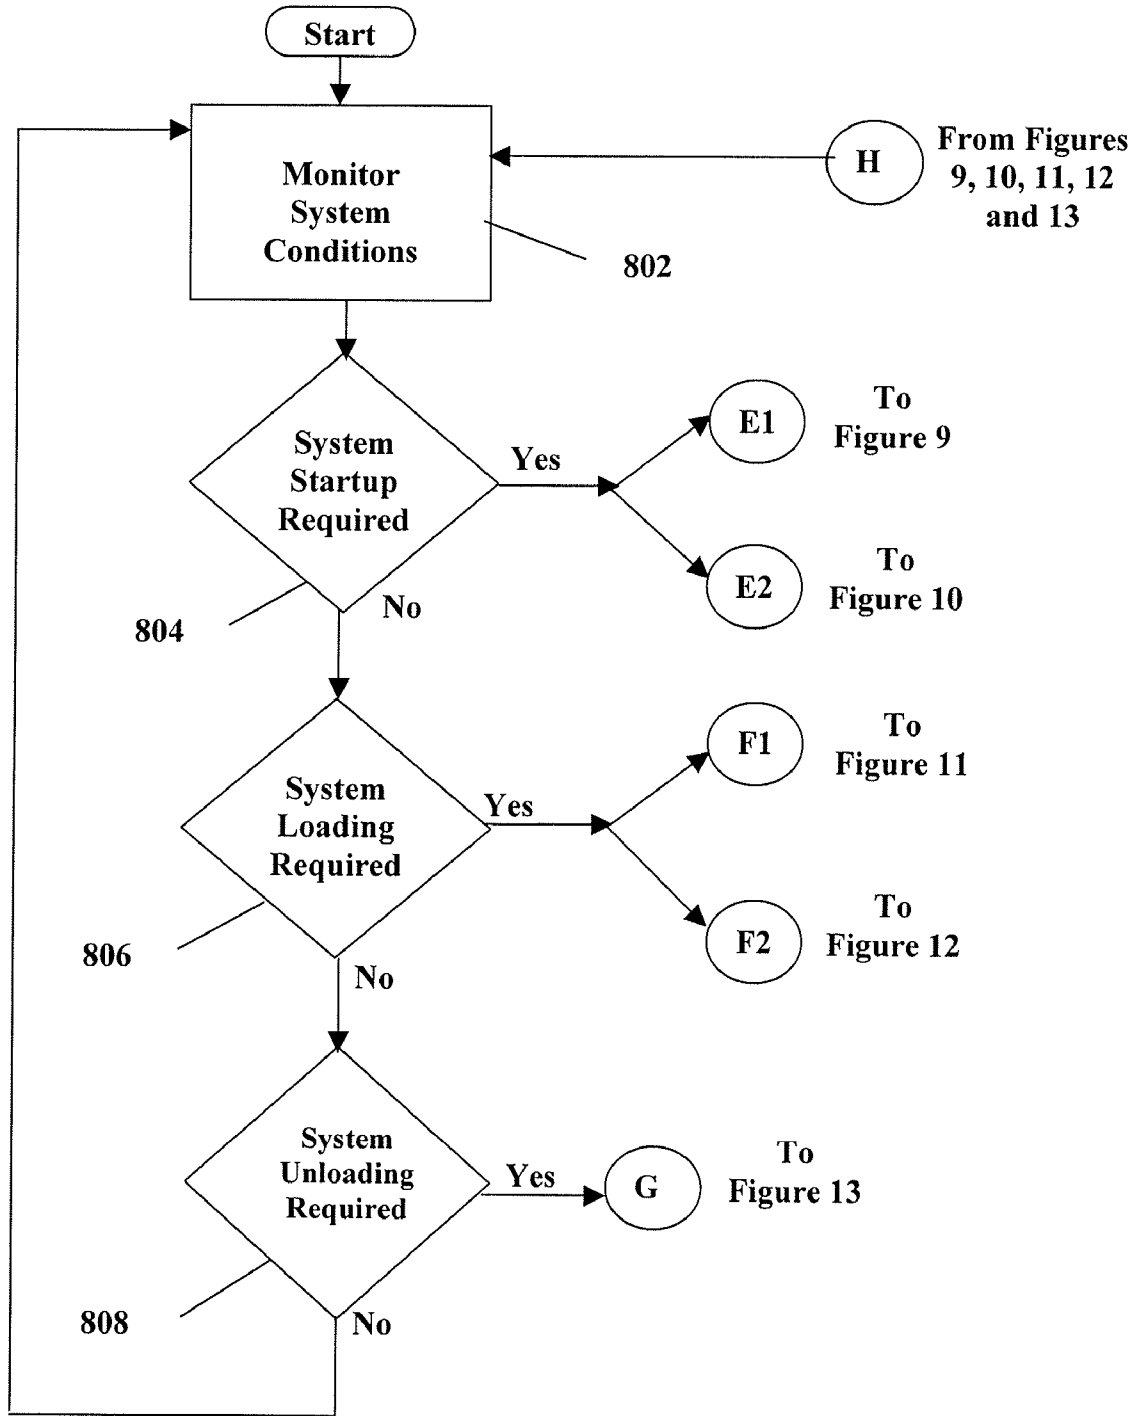 Start
Monitor
System
Conditions
802
H
From Figures
9, 10, 11, 12
and 13
System
Startup
Required
804
Yes
No
E1
To
Figure 9
E2
To
Figure 10
System
Loading
Required
806
Yes
No
F1
To
Figure 11
F2
To
Figure 12
System
Unloading
Required
808
Yes
No
G
To
Figure 13